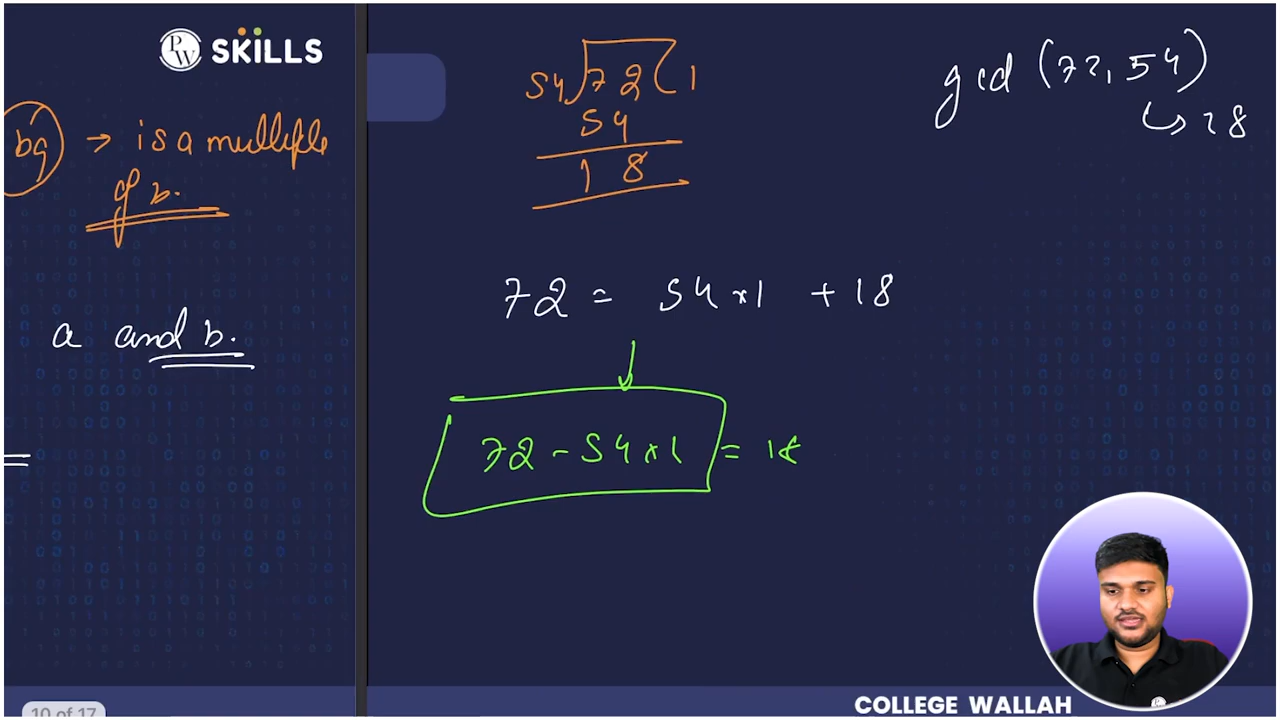 PW SKILLS
bq → is a multiple
of b.
a and b.
=
54)72(1
54
18
gcd (72, 54)
↳ 18
72 = 54 × 1 + 18
↓
72 - 54 × 1 = 18
10 of 17
COLLEGE WALLAH